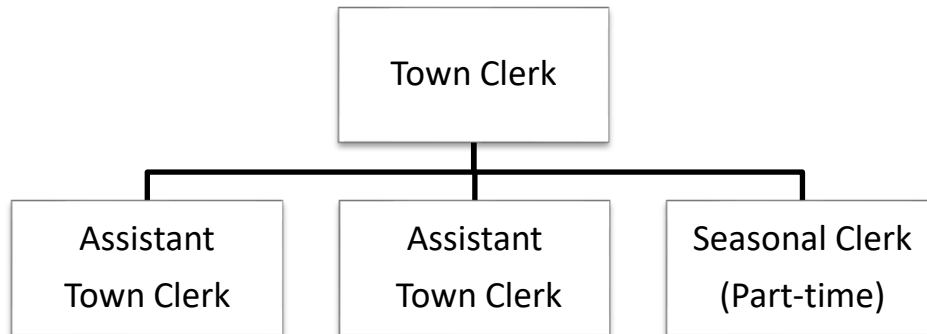 Town Clerk
Assistant
Town Clerk
Assistant
Town Clerk
Seasonal Clerk
(Part-time)